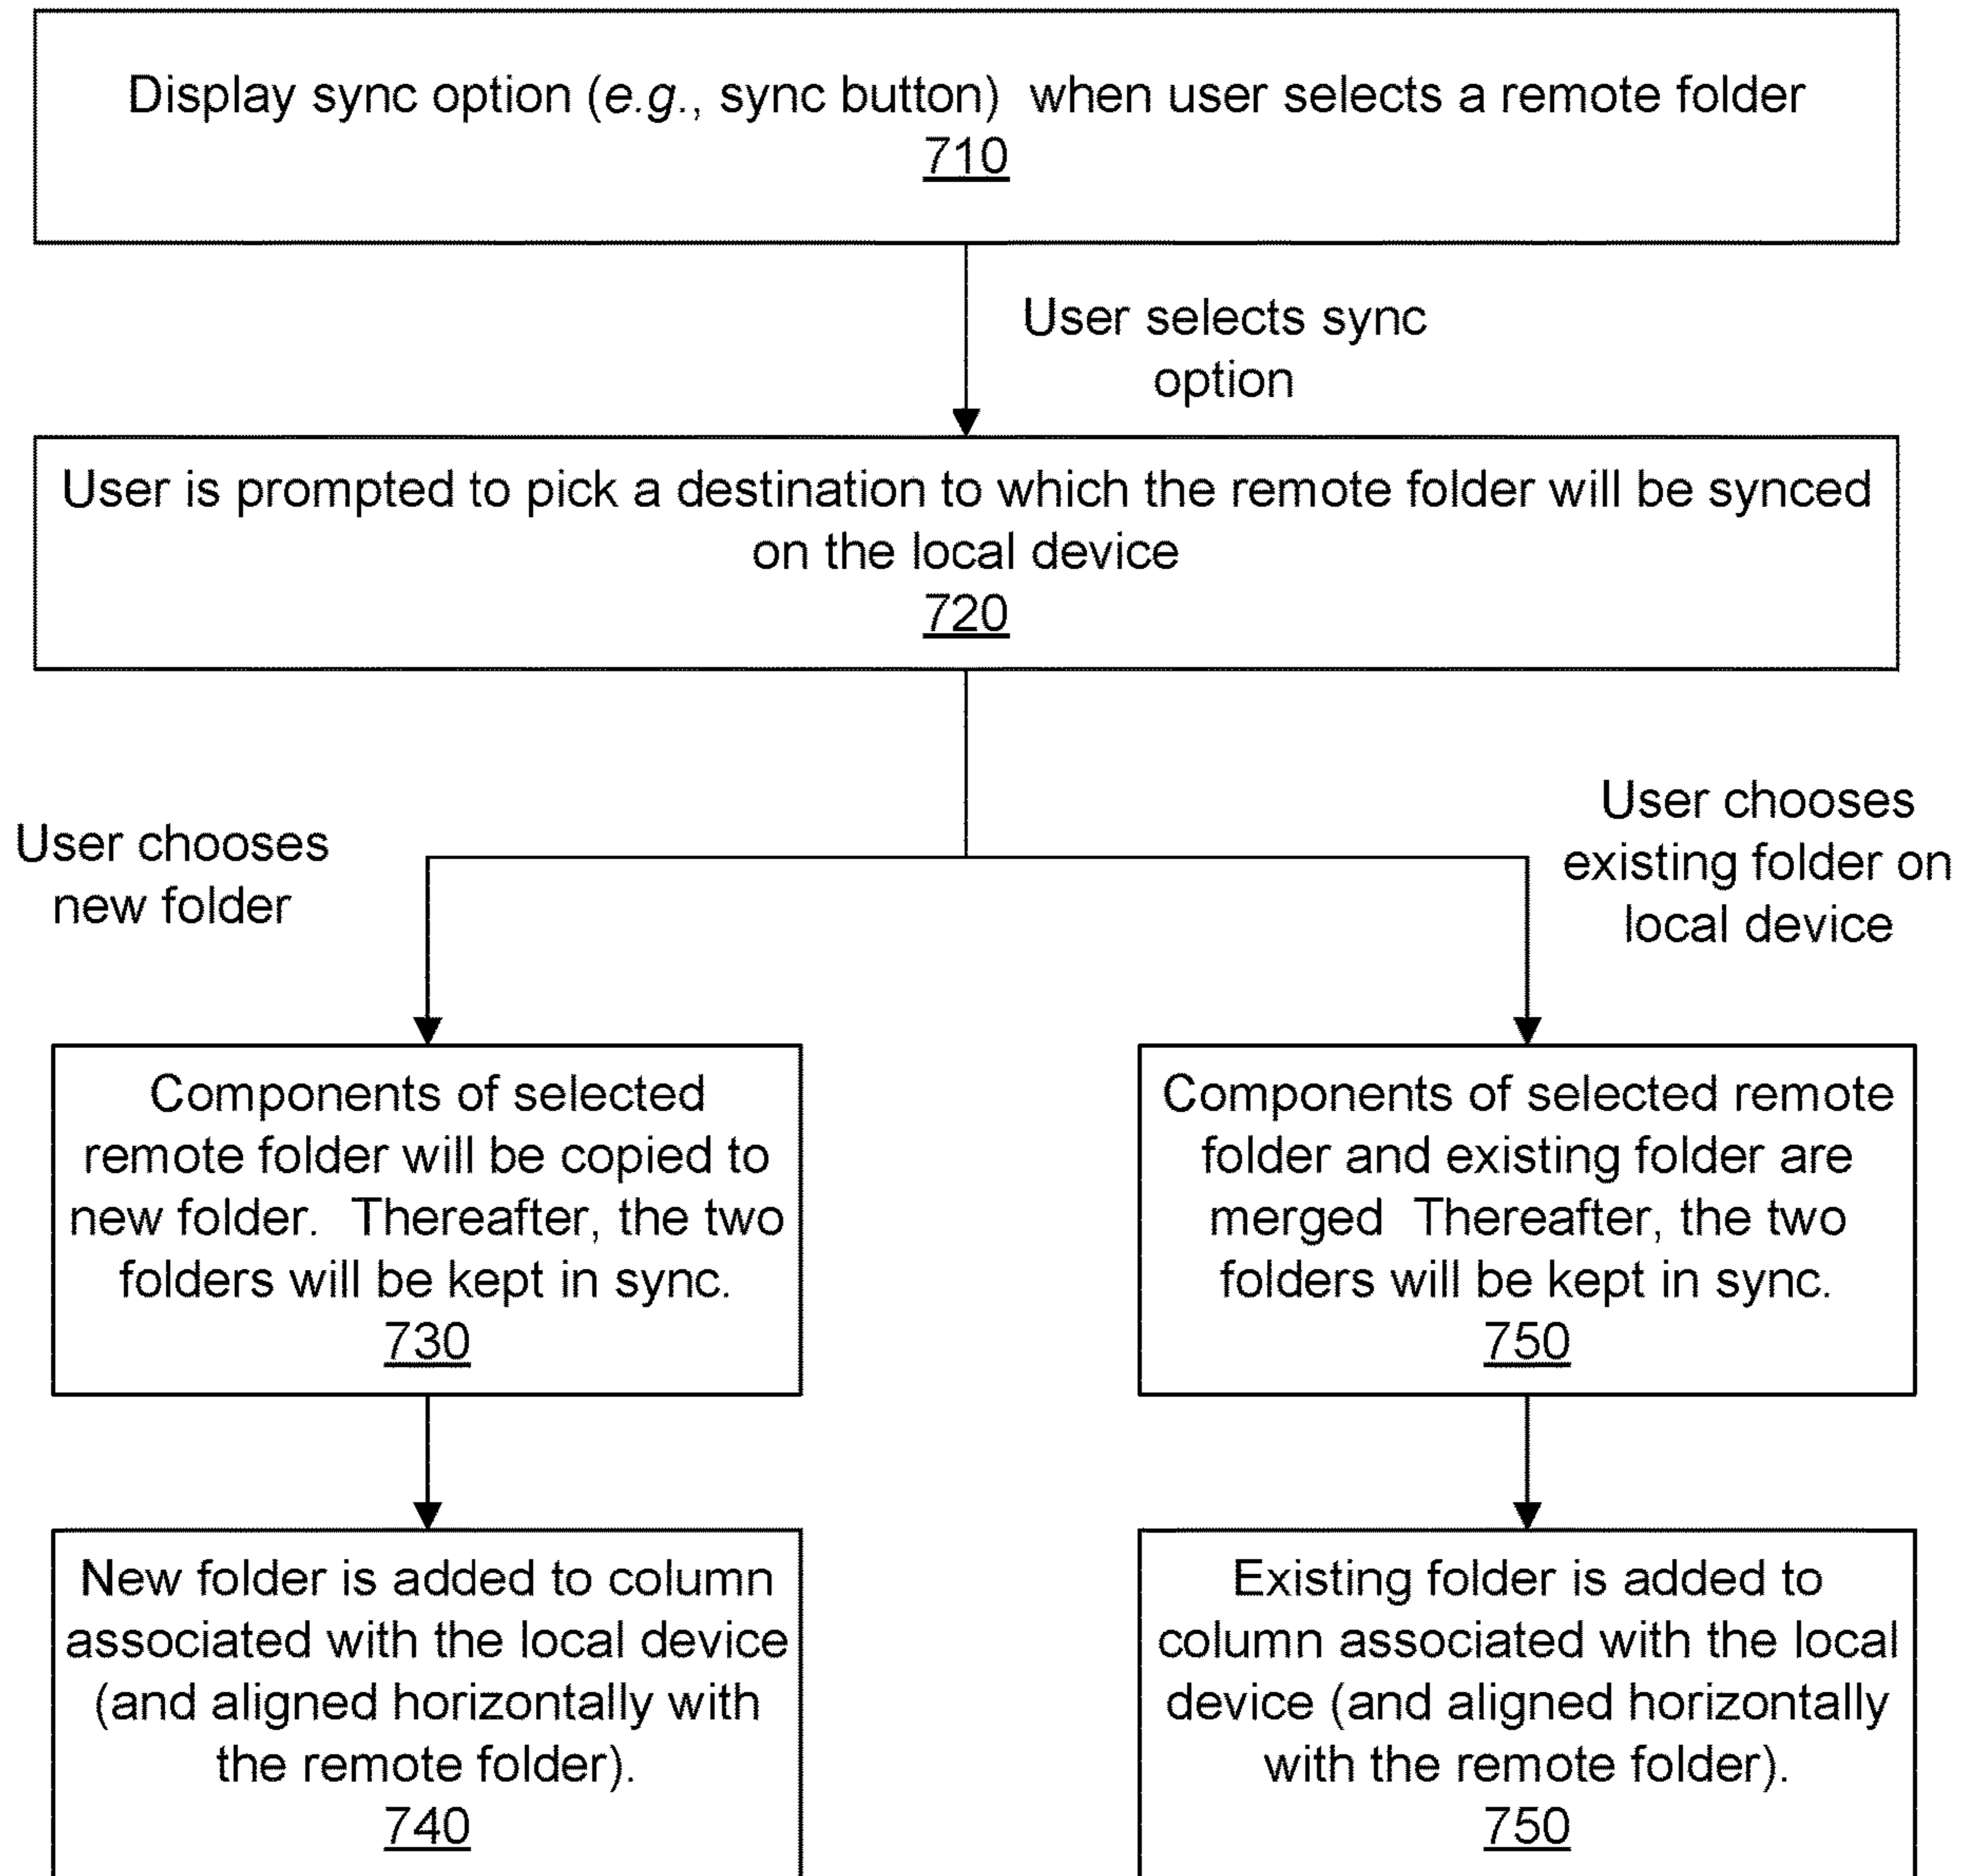 Display sync option (e.g., sync button)  when user selects a remote folder
710
User selects sync
option
User is prompted to pick a destination to which the remote folder will be synced
on the local device
720
User chooses
new folder
User chooses
existing folder on
local device
Components of selected
remote folder will be copied to
new folder.  Thereafter, the two
folders will be kept in sync.
730
Components of selected remote
folder and existing folder are
merged  Thereafter, the two
folders will be kept in sync.
750
New folder is added to column
associated with the local device
(and aligned horizontally with
the remote folder).
740
Existing folder is added to
column associated with the local
device (and aligned horizontally
with the remote folder).
750